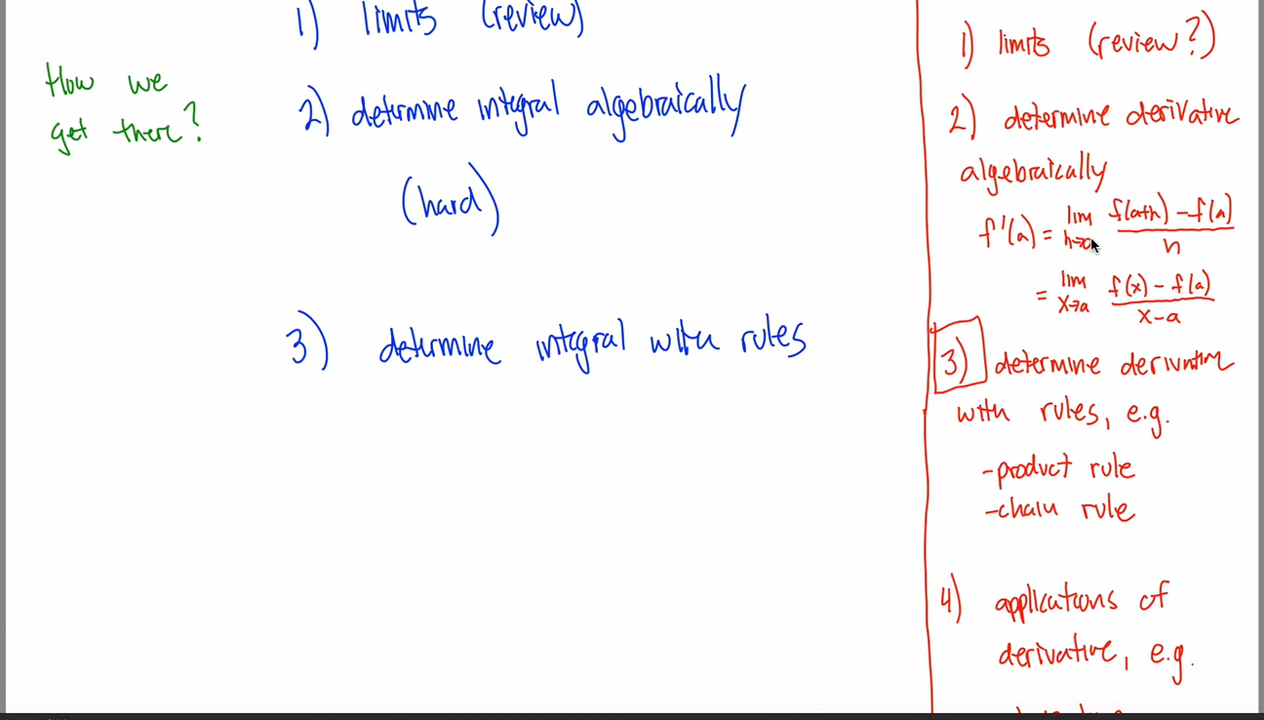 How we
get there?
1) limits (review)
2) determine integral algebraically
(hard)
3) determine integral with rules
1) limits (review?)
2) determine derivative
algebraically
f'(a) = lim h→0 f(a+h) - f(a) / h
= lim x→a f(x) - f(a) / x-a
3) determine derivative
with rules, e.g.
-product rule
-chain rule
4) applications of
derivative, e.g.